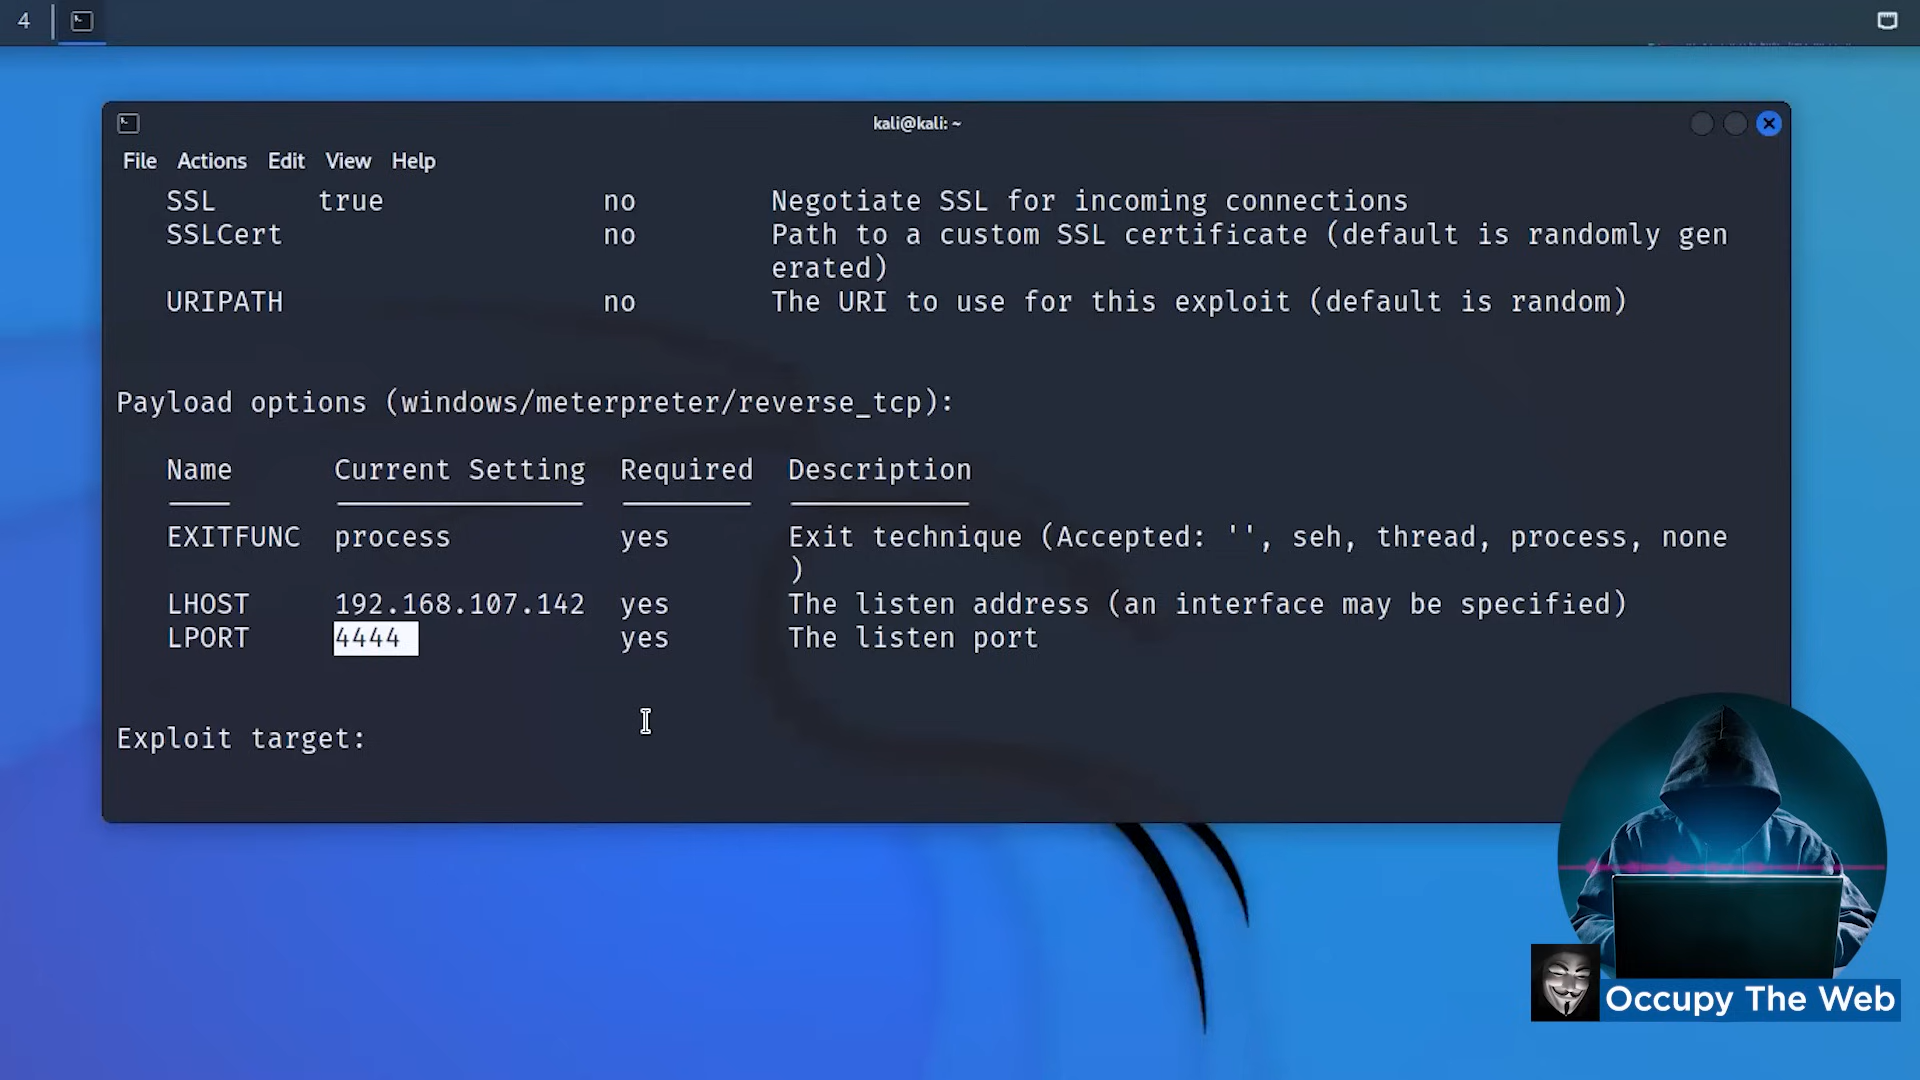 4
kali@kali: ~
File Actions Edit View Help
SSL true no Negotiate SSL for incoming connections
SSLCert no Path to a custom SSL certificate (default is randomly gen
erated)
URIPATH no The URI to use for this exploit (default is random)
Payload options (windows/meterpreter/reverse_tcp):
Name Current Setting Required Description
EXITFUNC process yes Exit technique (Accepted: '', seh, thread, process, none
)
LHOST 192.168.107.142 yes The listen address (an interface may be specified)
LPORT 4444 yes The listen port
Exploit target:
Occupy The Web